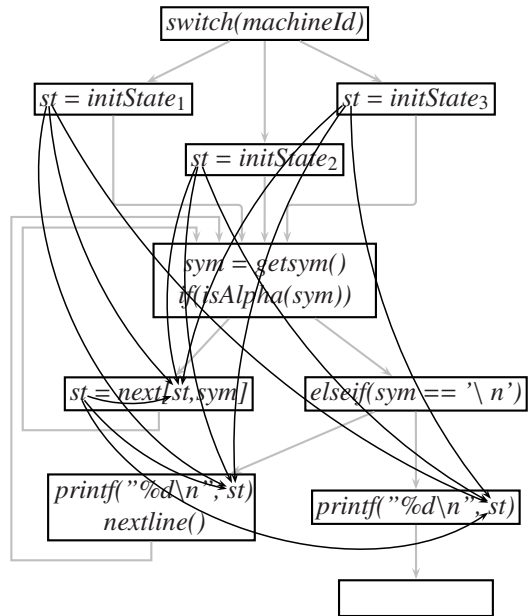 switch(machineId)
st = initState₁
st = initState₃
st = initState₂
sym = getsym()
if(isAlpha(sym))
st = next[st,sym]
elseif(sym == '\ n')
printf("%d\n", st)
nextline()
printf("%d\n", st)